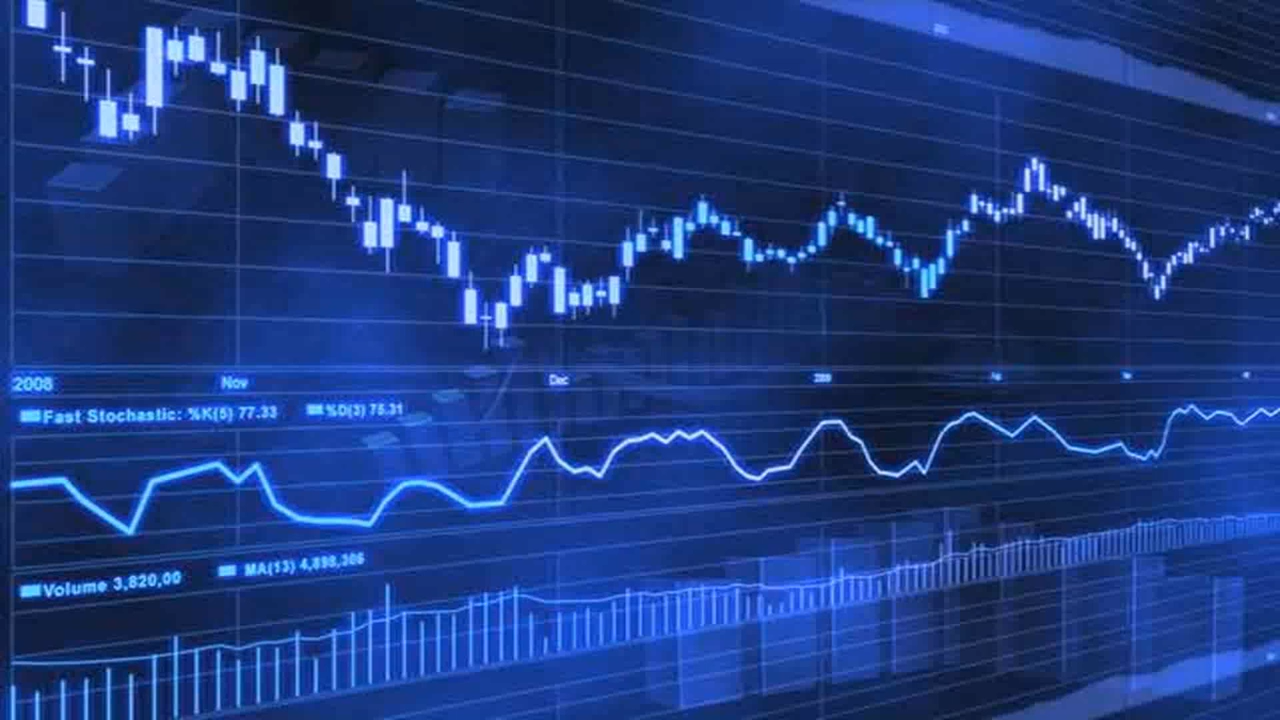 2008 Nov Dec
Fast Stochastic: %K(5) 77.33 %D(3) 75.31
Volume 3,820,00 MA(13) 4,898,306